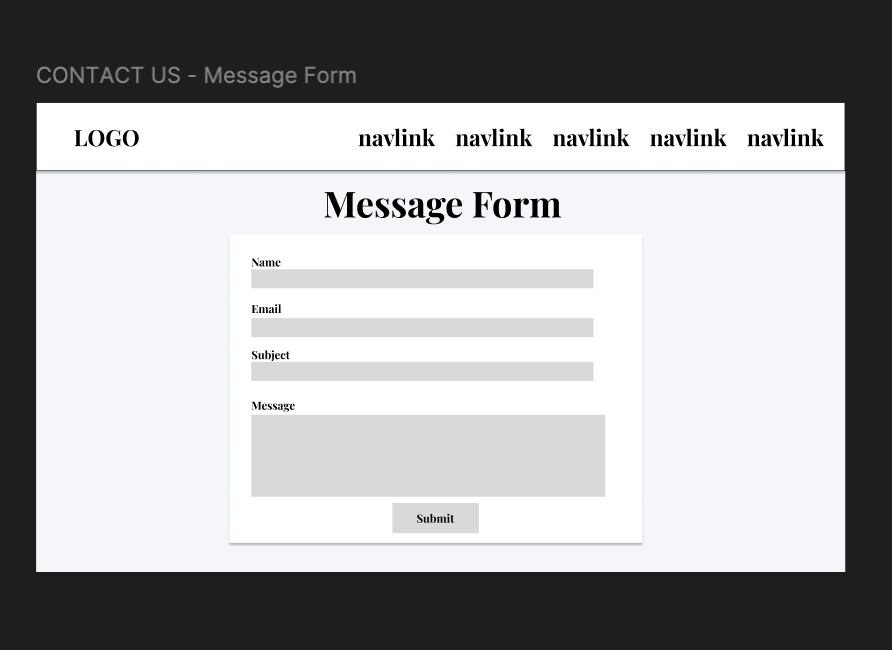 CONTACT US - Message Form
LOGO navlink navlink navlink navlink navlink
Message Form
Name
Email
Subject
Message
Submit